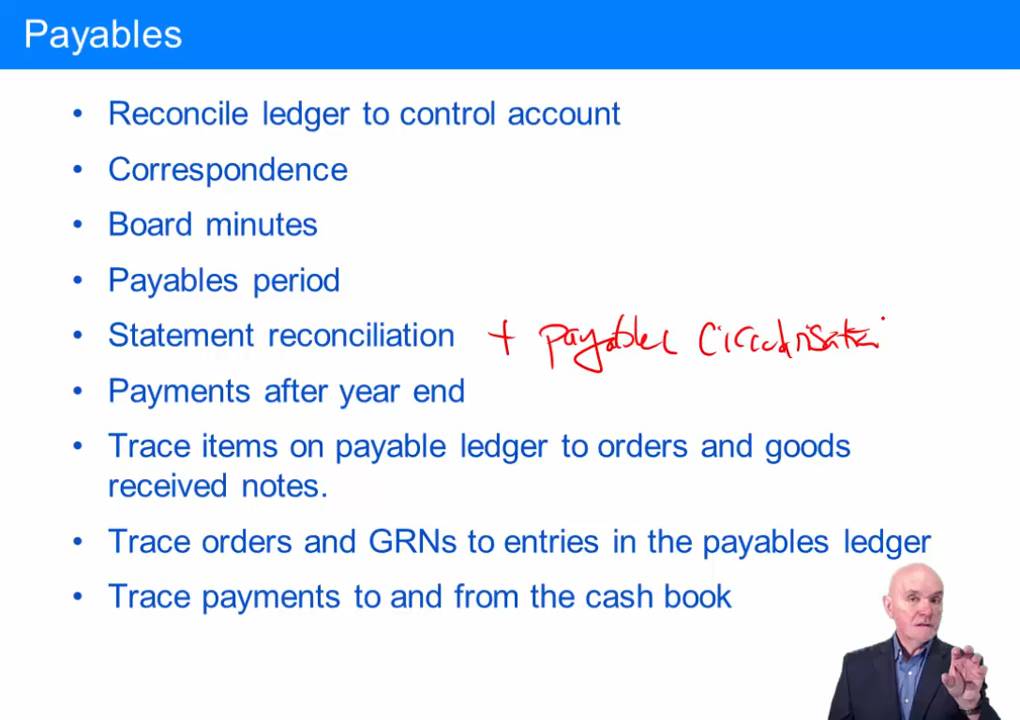 Payables
• Reconcile ledger to control account
• Correspondence
• Board minutes
• Payables period
• Statement reconciliation + payables circularisation
• Payments after year end
• Trace items on payable ledger to orders and goods
received notes.
• Trace orders and GRNs to entries in the payables ledger
• Trace payments to and from the cash book